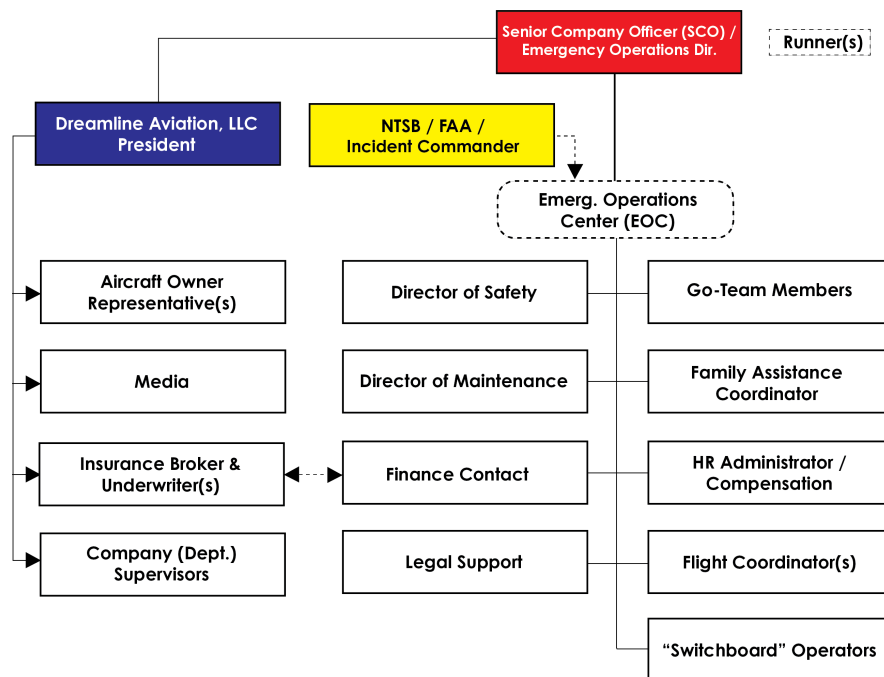 Senior Company Officer (SCO) /
Emergency Operations Dir.
Runner(s)
Dreamline Aviation, LLC
President
NTSB / FAA /
Incident Commander
Emerg. Operations
Center (EOC)
Aircraft Owner
Representative(s)
Director of Safety
Go-Team Members
Media
Director of Maintenance
Family Assistance
Coordinator
Insurance Broker &
Underwriter(s)
Finance Contact
HR Administrator /
Compensation
Company (Dept.)
Supervisors
Legal Support
Flight Coordinator(s)
“Switchboard” Operators